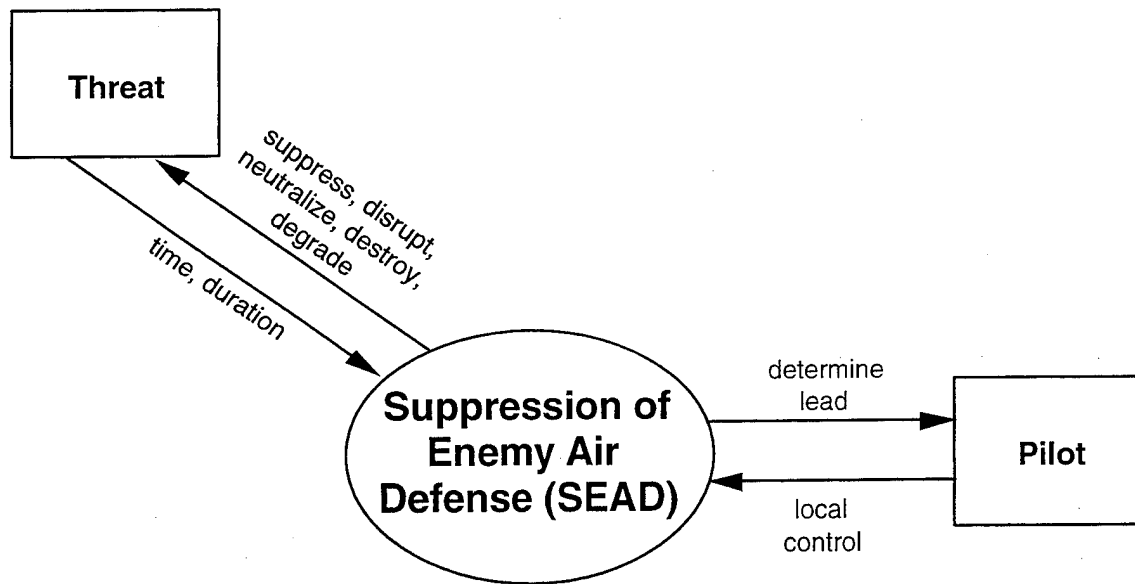 Threat
suppress, disrupt,
neutralize, destroy,
degrade
time, duration
Suppression of
Enemy Air
Defense (SEAD)
determine
lead
Pilot
local
control